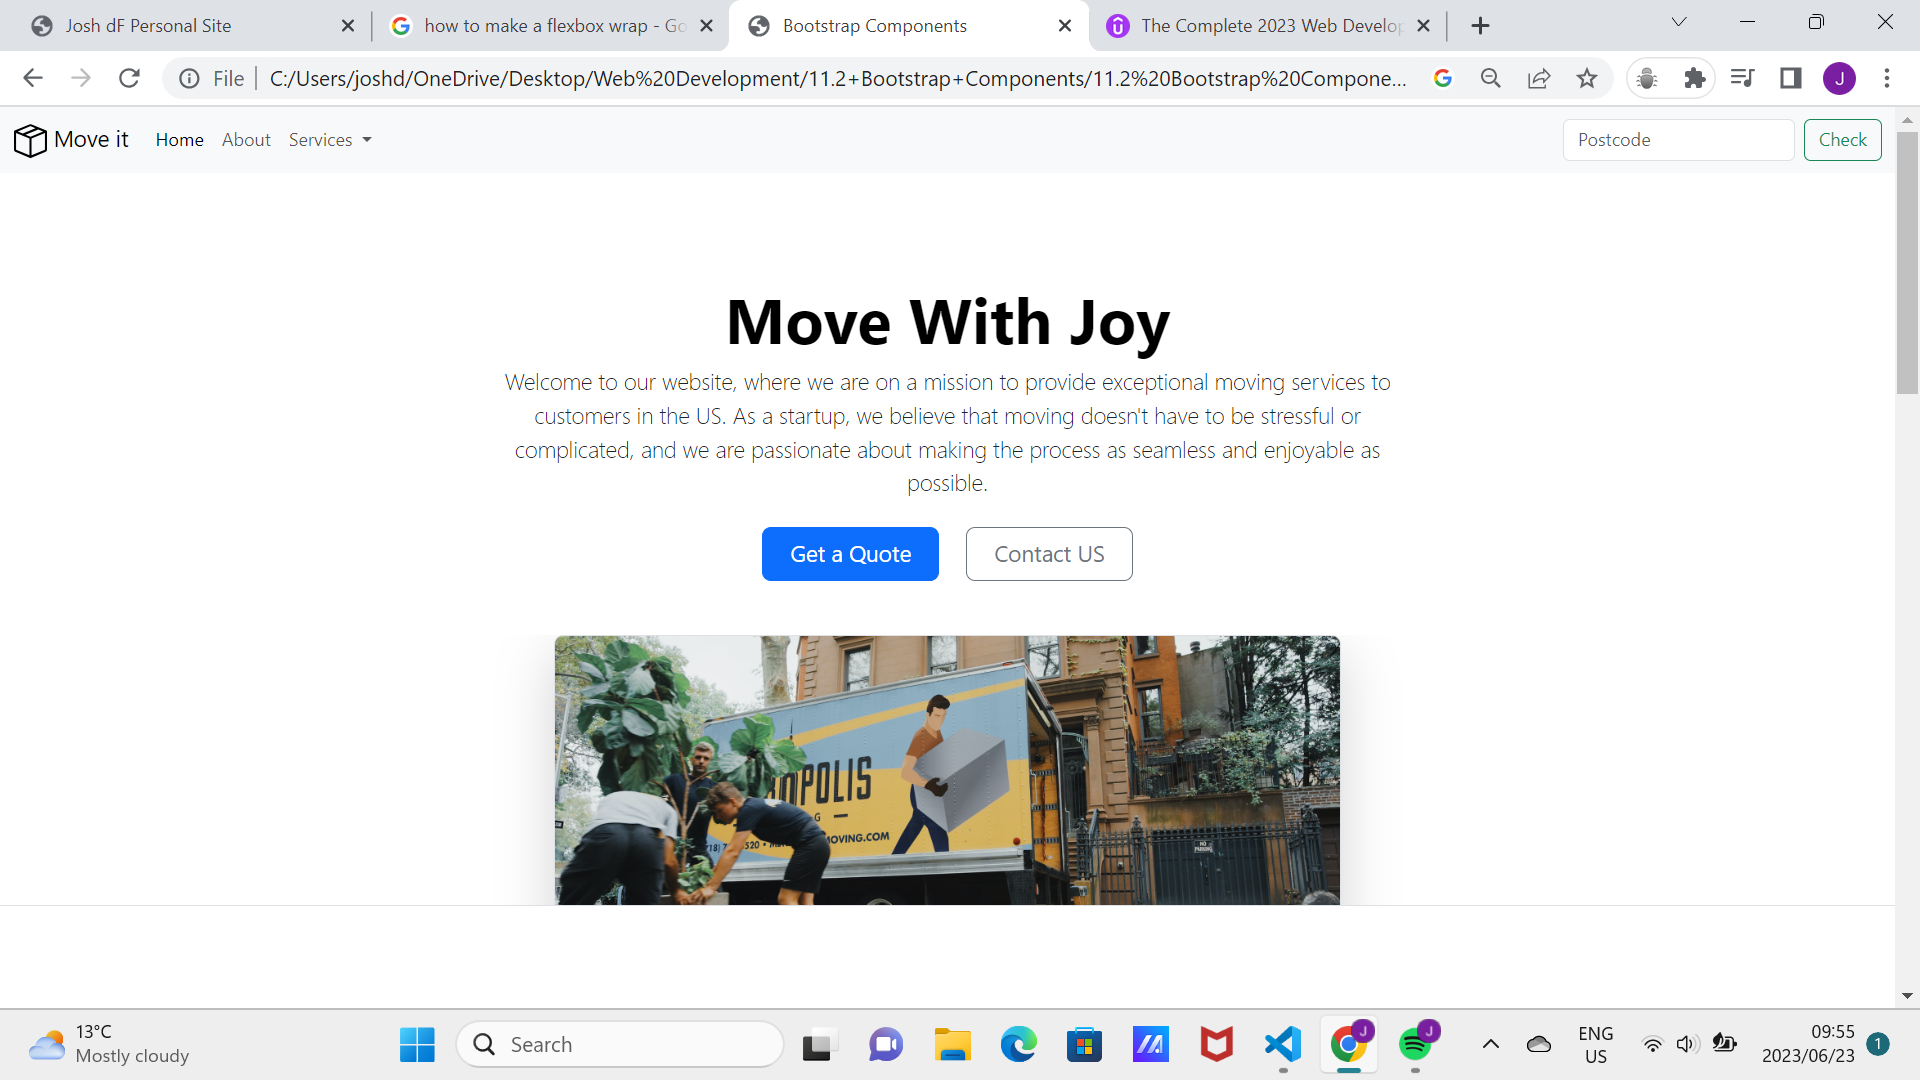 Josh dF Personal Site
how to make a flexbox wrap - Go
Bootstrap Components
The Complete 2023 Web Develop
File
C:/Users/joshd/OneDrive/Desktop/Web%20Development/11.2+Bootstrap+Components/11.2%20Bootstrap%20Compone...
J
Move it
Home
About
Services
Postcode
Check
Move With Joy
Welcome to our website, where we are on a mission to provide exceptional moving services to
customers in the US. As a startup, we believe that moving doesn't have to be stressful or
complicated, and we are passionate about making the process as seamless and enjoyable as
possible.
Get a Quote
Contact US
OPOLIS
G
MOVING.COM
NO
PARKING
13°C
Mostly cloudy
Search
J
J
ENG
US
09:55
2023/06/23
1